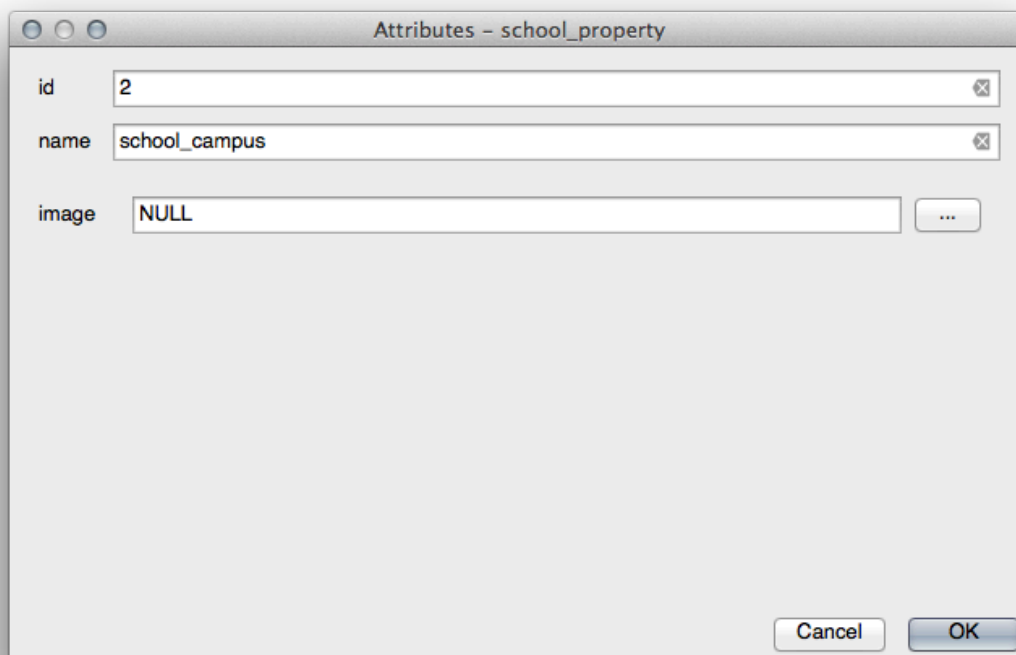 Attributes – school_property
id 2
name school_campus
image NULL ...
Cancel OK